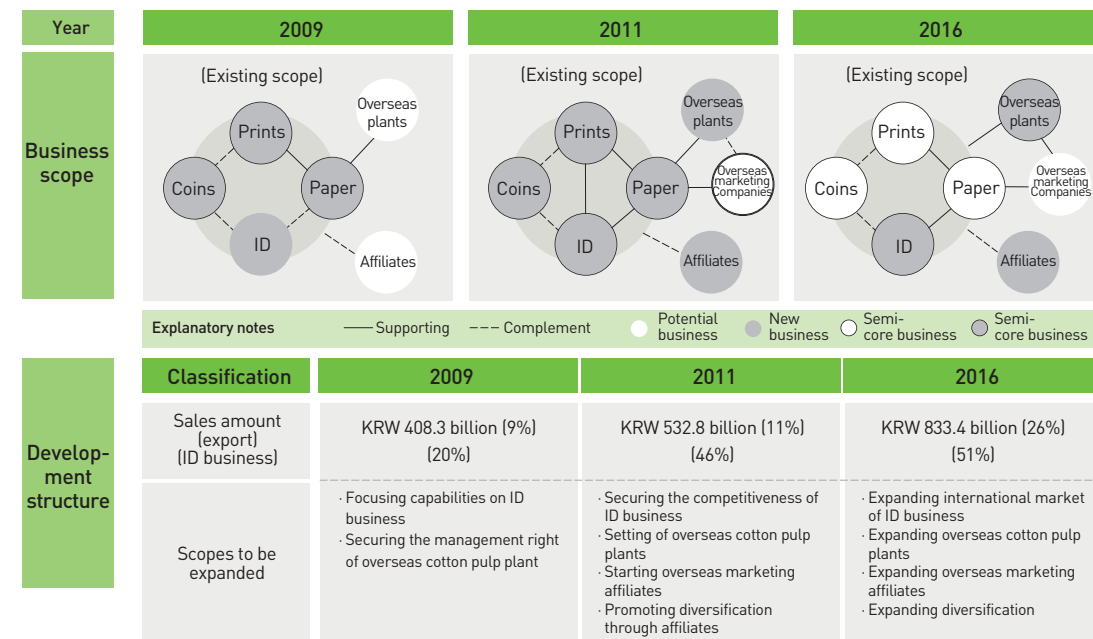 Year
2009
2011
2016
Business
scope
(Existing scope)
Prints
Coins
Paper
ID
Overseas
plants
Affiliates
(Existing scope)
Prints
Coins
Paper
ID
Overseas
plants
Overseas
marketing
Companies
Affiliates
(Existing scope)
Prints
Coins
Paper
ID
Overseas
plants
Overseas
marketing
Companies
Affiliates
Explanatory notes
Supporting
Complement
Potential
business
New
business
Semi-
core business
Semi-
core business
Develop-
ment
structure
Classification
2009
2011
2016
Sales amount
(export)
(ID business)
KRW 408.3 billion (9%)
(20%)
KRW 532.8 billion (11%)
(46%)
KRW 833.4 billion (26%)
(51%)
Scopes to be
expanded
· Focusing capabilities on ID
business
· Securing the management right
of overseas cotton pulp plant
· Securing the competitiveness of
ID business
· Setting of overseas cotton pulp
plants
· Starting overseas marketing
affiliates
· Promoting diversification
through affiliates
· Expanding international market
of ID business
· Expanding overseas cotton pulp
plants
· Expanding overseas marketing
affiliates
· Expanding diversification